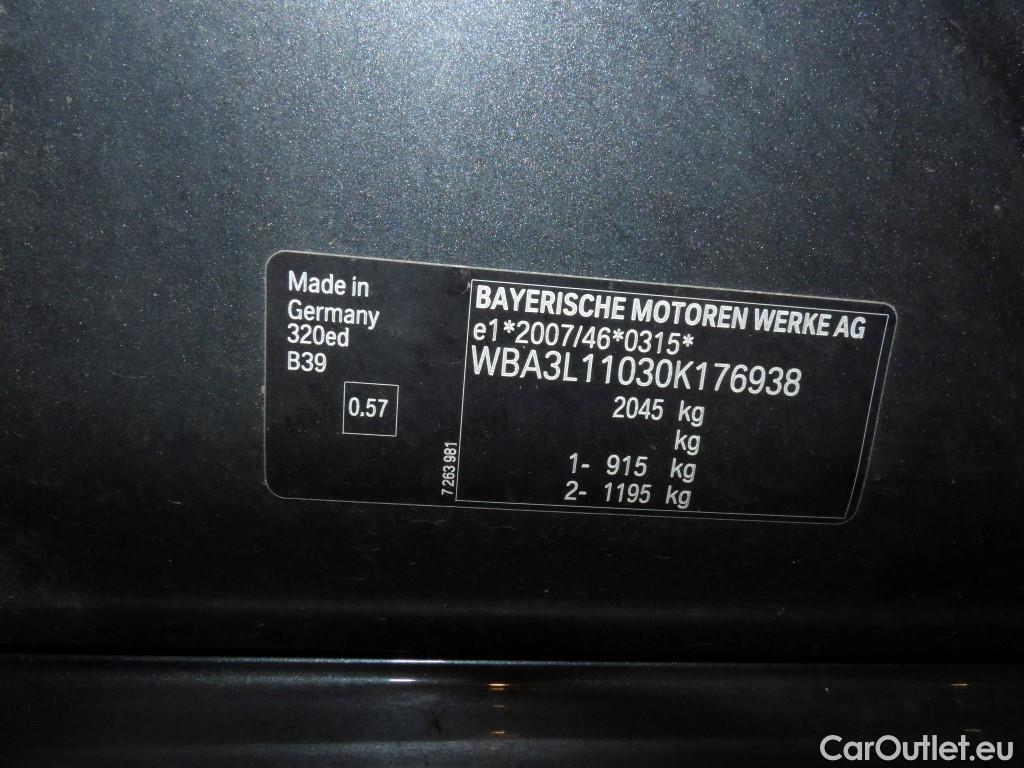 Made in
Germany
320ed
B39
0.57
7 263 981
BAYERISCHE MOTOREN WERKE AG
e1*2007/46*0315*
WBA3L11030K176938
2045 kg
kg
1- 915 kg
2- 1195 kg
CarOutlet.eu